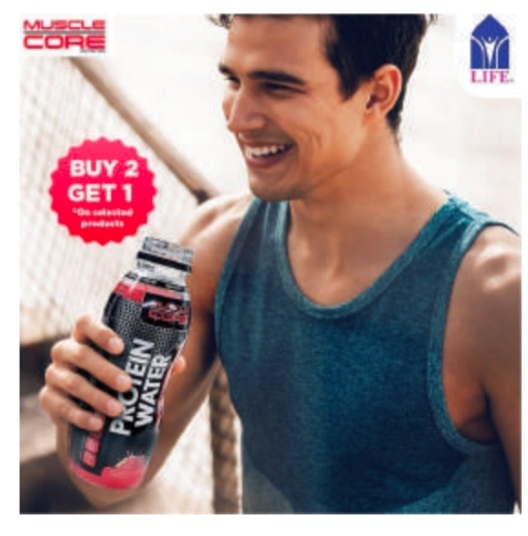 MUSCLE
CORE
LIFE
BUY 2
GET 1
*On selected
products
PROTEIN
WATER